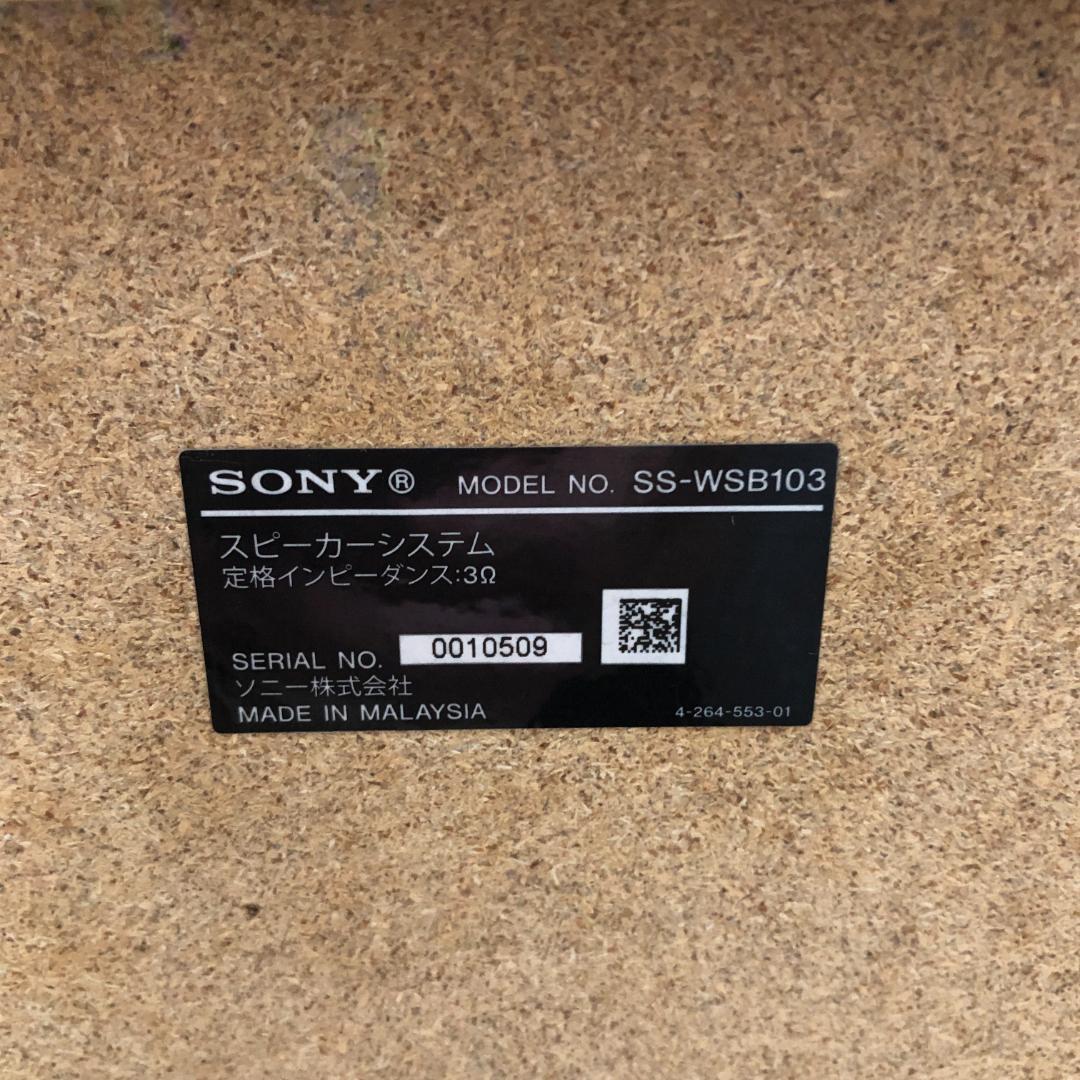 SONY® MODEL NO. SS-WSB103
スピーカーシステム
定格インピーダンス:3Ω
SERIAL NO. 0010509
ソニー株式会社
MADE IN MALAYSIA 4-264-553-01